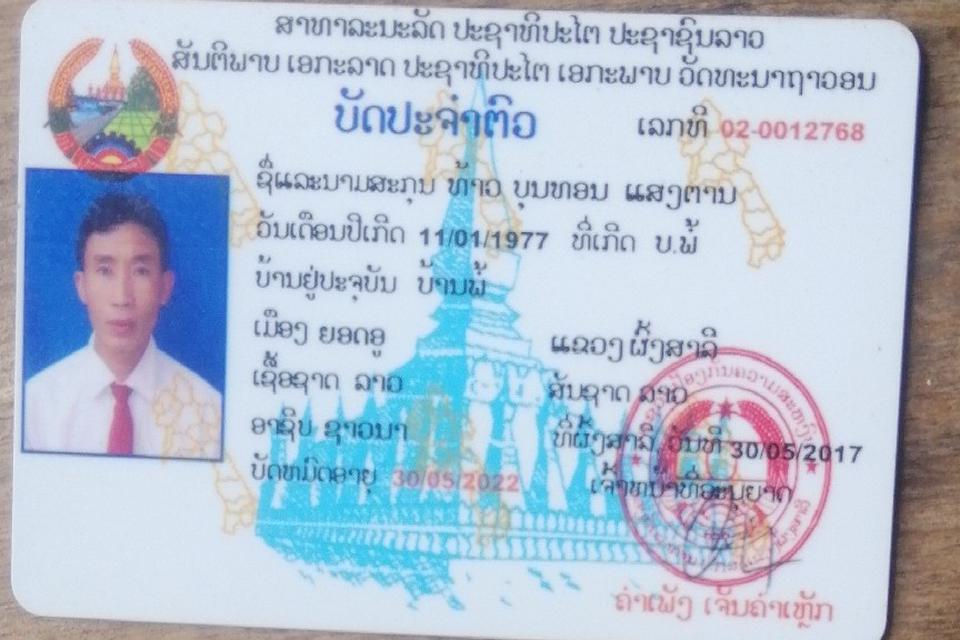 ສາທາລະນະລັດ ປະຊາທິປະໄຕ ປະຊາຊົນລາວ
ສັນຕິພາບ ເອກະລາດ ປະຊາທິປະໄຕ ເອກະພາບ ວັດທະນາຖາວອນ
ບັດປະຈຳຕົວ ເລກທີ 02-0012768
ຊື່ແລະນາມສະກຸນ ທ້າວ ບຸນທອນ ແສງຕານ
ວັນເດືອນປີເກີດ 11/01/1977 ທີ່ເກີດ ບ.ພໍ້
ບ້ານຢູ່ປະຈຸບັນ ບ້ານພໍ້
ເມືອງ ຍອດອູ ແຂວງ ຜົ້ງສາລີ
ເຊື້ອຊາດ ລາວ ສັນຊາດ ລາວ
ອາຊີບ ຊາວນາ ທີ່ຜົ້ງສາລີ, ວັນທີ 30/05/2017
ບັດຫມົດອາຍຸ 30/05/2022 ເຈົ້າຫນ້າທີ່ອະນຸຍາດ
ຄຳເພັງ ເຈັນຄຳເຫຼັກ